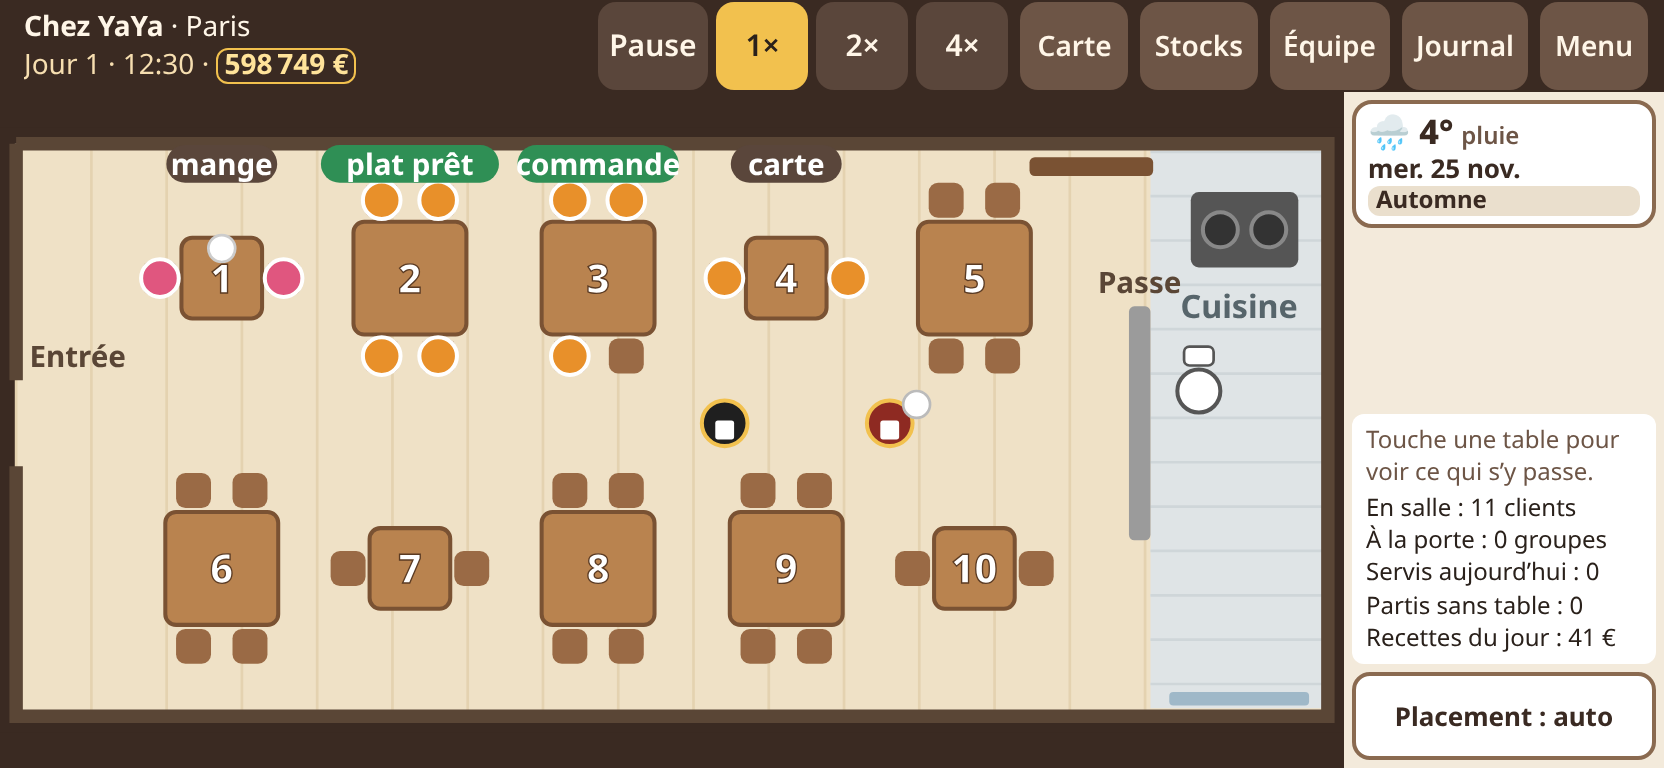 Chez YaYa · Paris
Jour 1 · 12:30 · 598 749 €
Pause
1×
2×
4×
Carte
Stocks
Équipe
Journal
Menu
🌧️ 4° pluie
mer. 25 nov.
Automne
mange
plat prêt
commande
carte
1
2
3
4
5
Passe
Cuisine
Entrée
6
7
8
9
10
Touche une table pour
voir ce qui s’y passe.
En salle : 11 clients
À la porte : 0 groupes
Servis aujourd’hui : 0
Partis sans table : 0
Recettes du jour : 41 €
Placement : auto